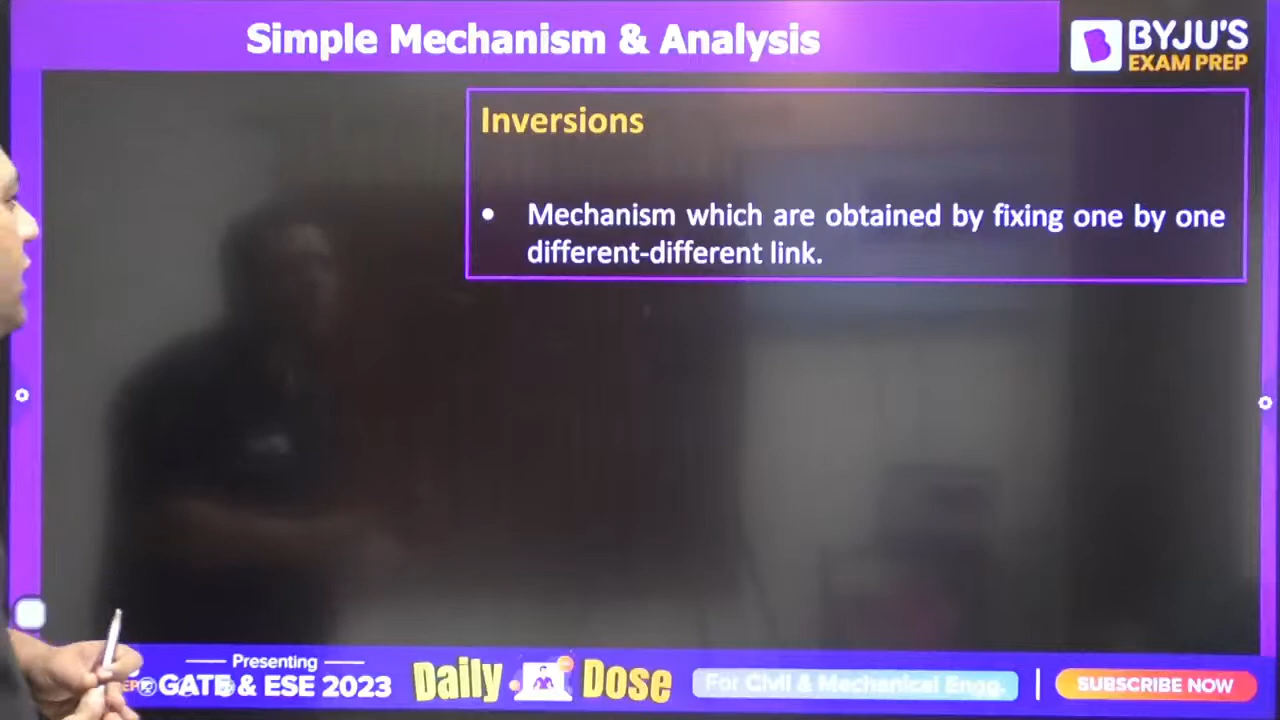 Simple Mechanism & Analysis
BYJU'S
EXAM PREP
Inversions
• Mechanism which are obtained by fixing one by one
different-different link.
Presenting
GATE & ESE 2023
Daily Dose
For Civil & Mechanical Engg.
SUBSCRIBE NOW